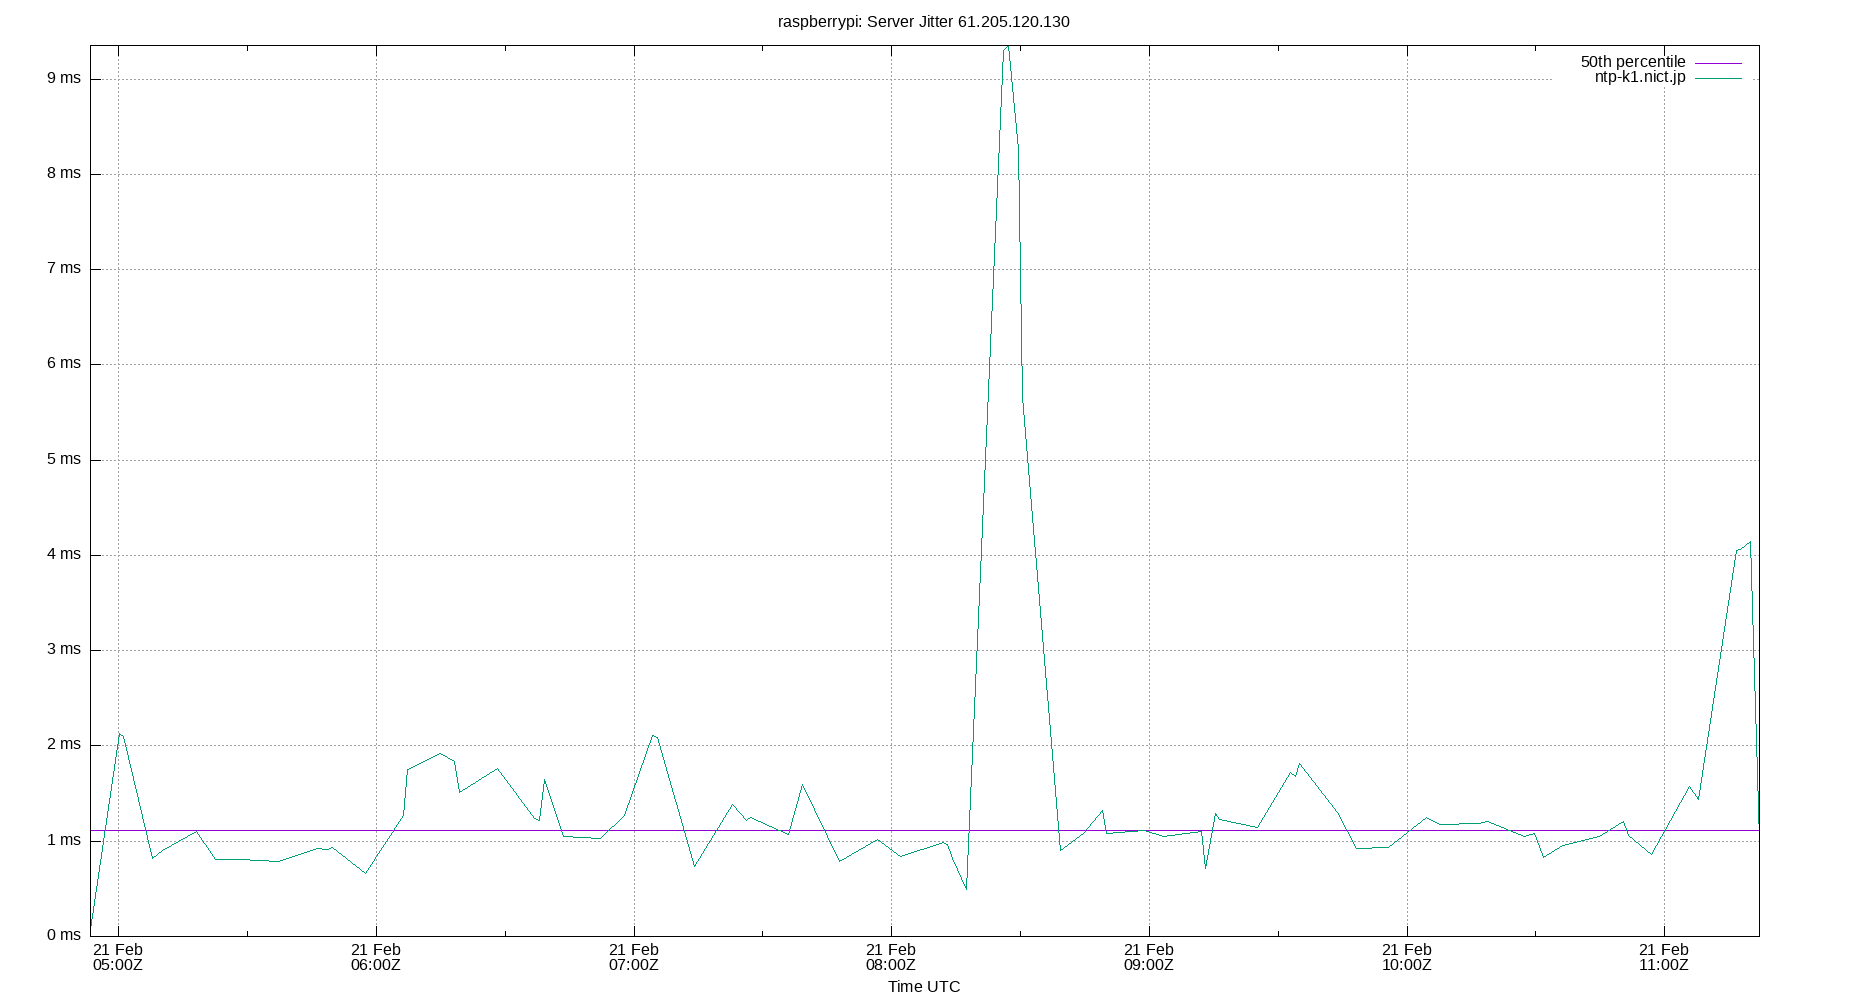 raspberrypi: Server Jitter 61.205.120.130
50th percentile
ntp-k1.nict.jp
9 ms
8 ms
7 ms
6 ms
5 ms
4 ms
3 ms
2 ms
1 ms
0 ms
21 Feb
05:00Z
21 Feb
06:00Z
21 Feb
07:00Z
21 Feb
08:00Z
21 Feb
09:00Z
21 Feb
10:00Z
21 Feb
11:00Z
Time UTC